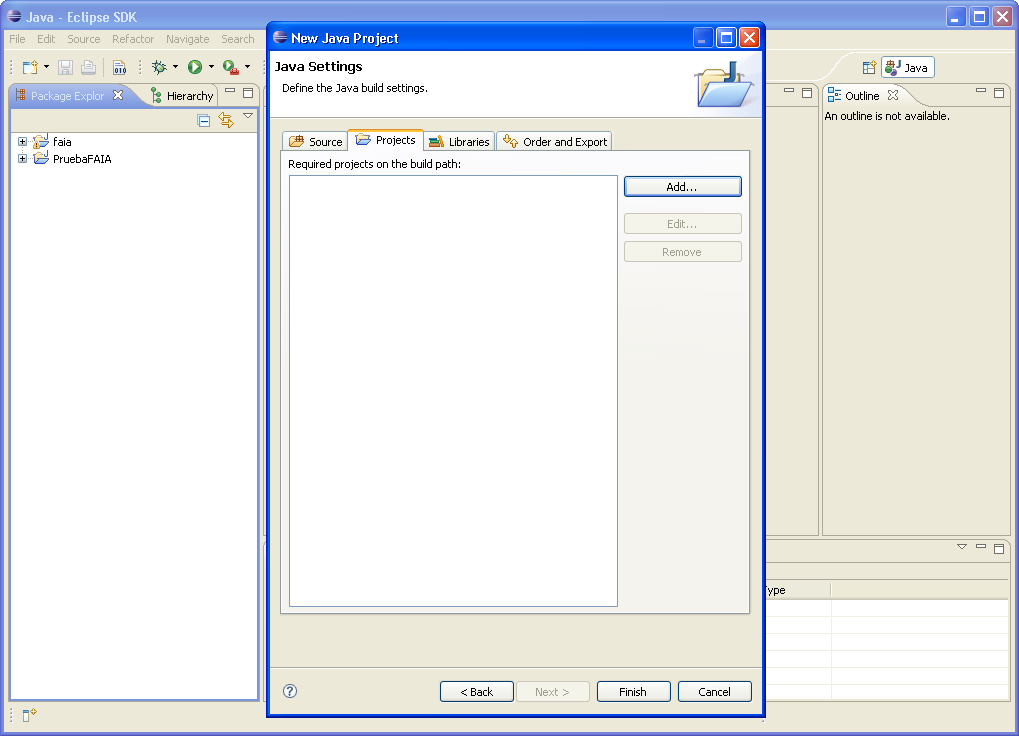 Java - Eclipse SDK
File Edit Source Refactor Navigate Search
Java
Package Explor
Hierarchy
faia
PruebaFAIA
New Java Project
Java Settings
Define the Java build settings.
Source
Projects
Libraries
Order and Export
Required projects on the build path:
Add...
Edit...
Remove
< Back
Next >
Finish
Cancel
Outline
An outline is not available.